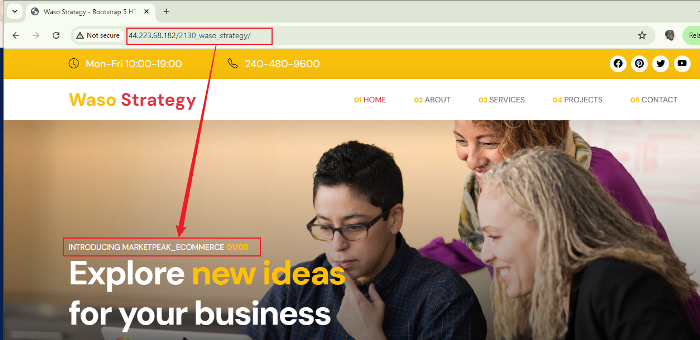 Waso Strategy - Bootstrap 5 HT
Not secure 44.223.68.182/2130_waso_strategy/
Rela
Mon-Fri 10:00-19:00 240-480-9600
Waso Strategy 01 HOME 02 ABOUT 03 SERVICES 04 PROJECTS 05 CONTACT
INTRODUCING MARKETPEAK_ECOMMERCE 01/05
Explore new ideas
for your business